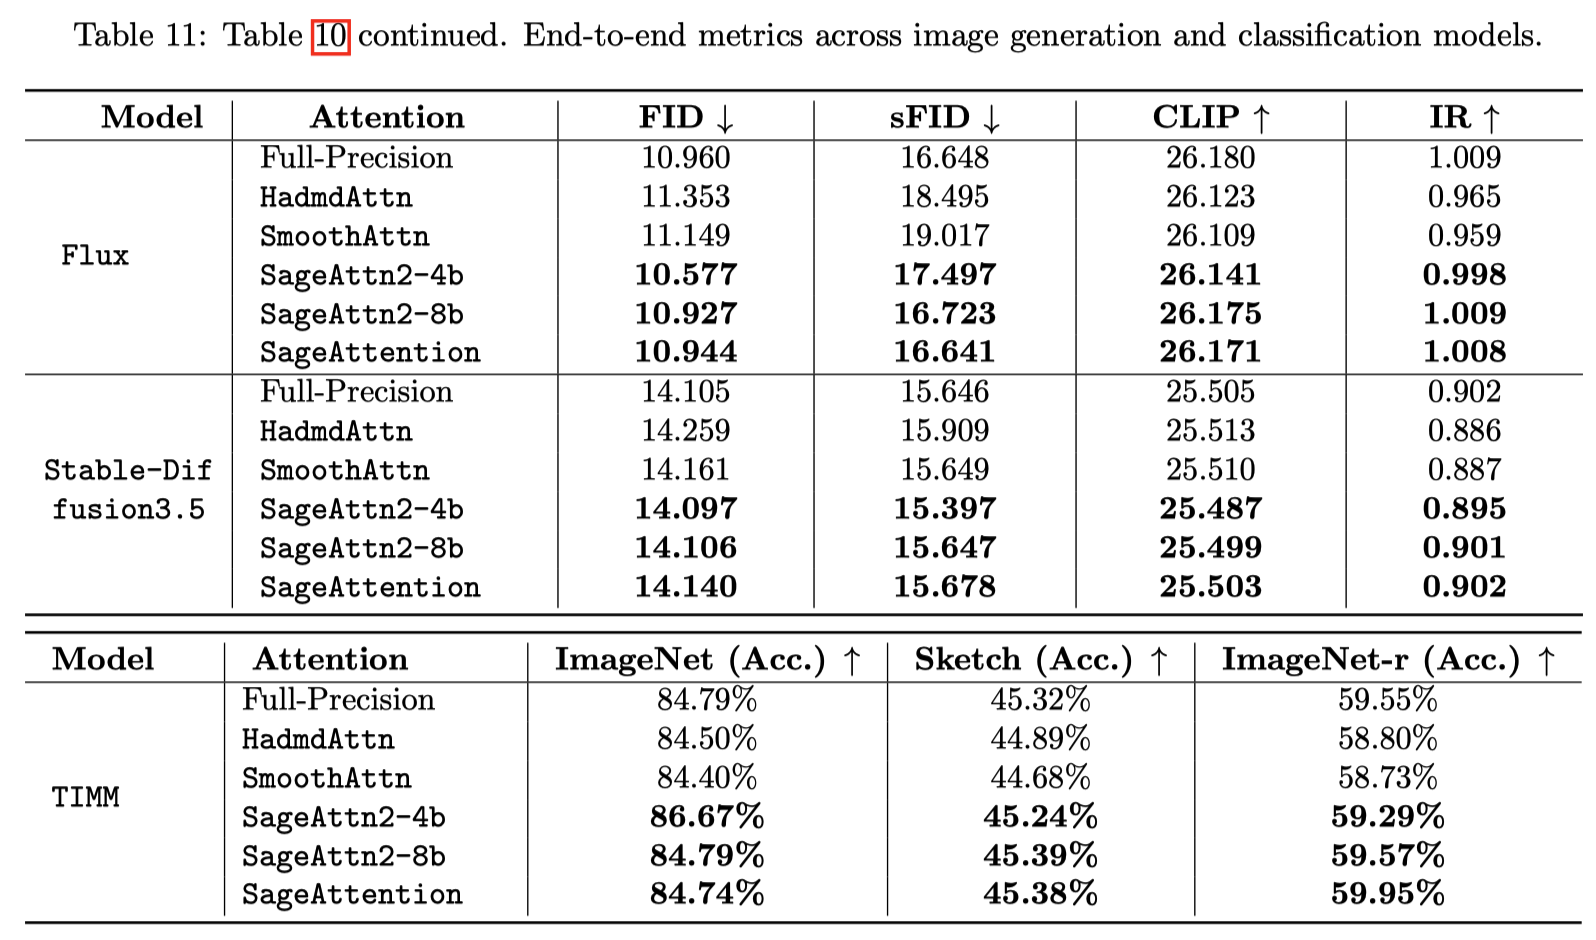 Table 11: Table 10 continued. End-to-end metrics across image generation and classification models.
Model Attention FID ↓ sFID ↓ CLIP ↑ IR ↑
Flux
Full-Precision 10.960 16.648 26.180 1.009
HadmdAttn 11.353 18.495 26.123 0.965
SmoothAttn 11.149 19.017 26.109 0.959
SageAttn2-4b 10.577 17.497 26.141 0.998
SageAttn2-8b 10.927 16.723 26.175 1.009
SageAttention 10.944 16.641 26.171 1.008
Stable-Dif
fusion3.5
Full-Precision 14.105 15.646 25.505 0.902
HadmdAttn 14.259 15.909 25.513 0.886
SmoothAttn 14.161 15.649 25.510 0.887
SageAttn2-4b 14.097 15.397 25.487 0.895
SageAttn2-8b 14.106 15.647 25.499 0.901
SageAttention 14.140 15.678 25.503 0.902
Model Attention ImageNet (Acc.) ↑ Sketch (Acc.) ↑ ImageNet-r (Acc.) ↑
TIMM
Full-Precision 84.79% 45.32% 59.55%
HadmdAttn 84.50% 44.89% 58.80%
SmoothAttn 84.40% 44.68% 58.73%
SageAttn2-4b 86.67% 45.24% 59.29%
SageAttn2-8b 84.79% 45.39% 59.57%
SageAttention 84.74% 45.38% 59.95%